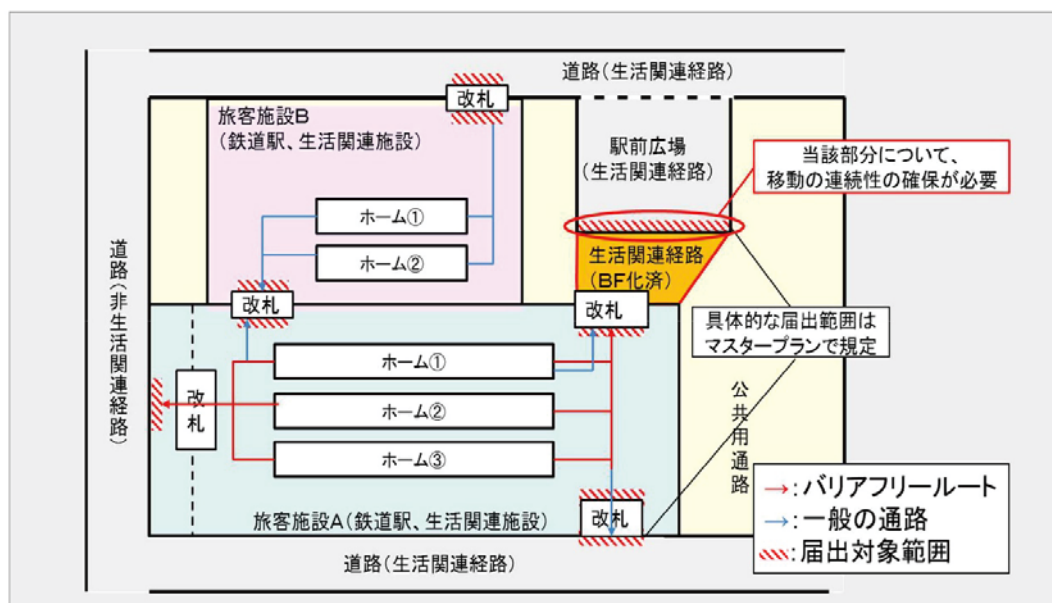 道路(生活関連経路)
改札
旅客施設B
(鉄道駅、生活関連施設)
駅前広場
(生活関連経路)
当該部分について、
移動の連続性の確保が必要
ホーム①
ホーム②
道路(非生活関連経路)
生活関連経路
(BF化済)
改札
改札
具体的な届出範囲は
マスタープランで規定
ホーム①
改札
ホーム②
ホーム③
公共用通路
旅客施設A(鉄道駅、生活関連施設)
改札
道路(生活関連経路)
→:バリアフリールート
→:一般の通路
:届出対象範囲